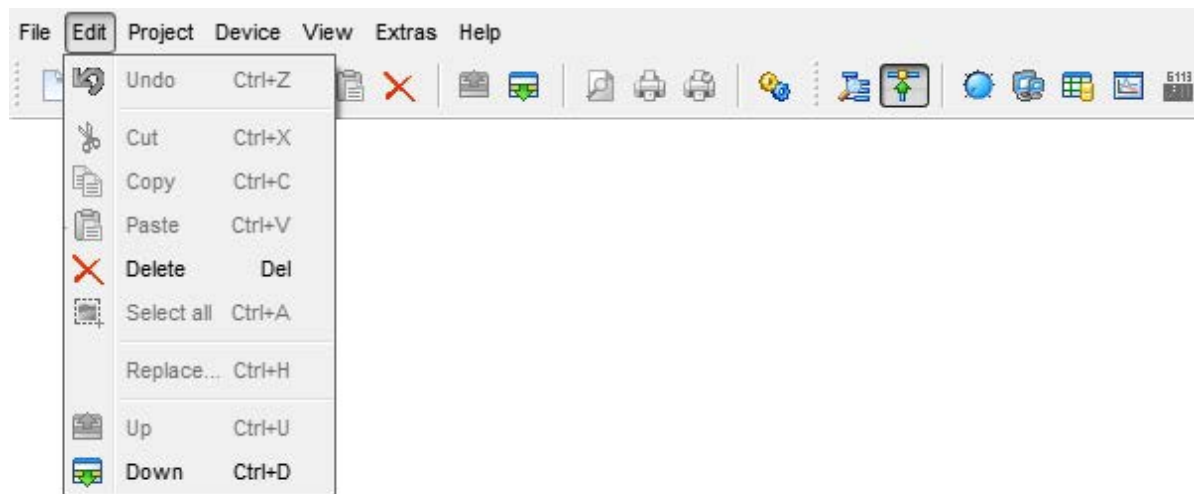 File Edit Project Device View Extras Help
Undo Ctrl+Z
Cut Ctrl+X
Copy Ctrl+C
Paste Ctrl+V
Delete Del
Select all Ctrl+A
Replace... Ctrl+H
Up Ctrl+U
Down Ctrl+D